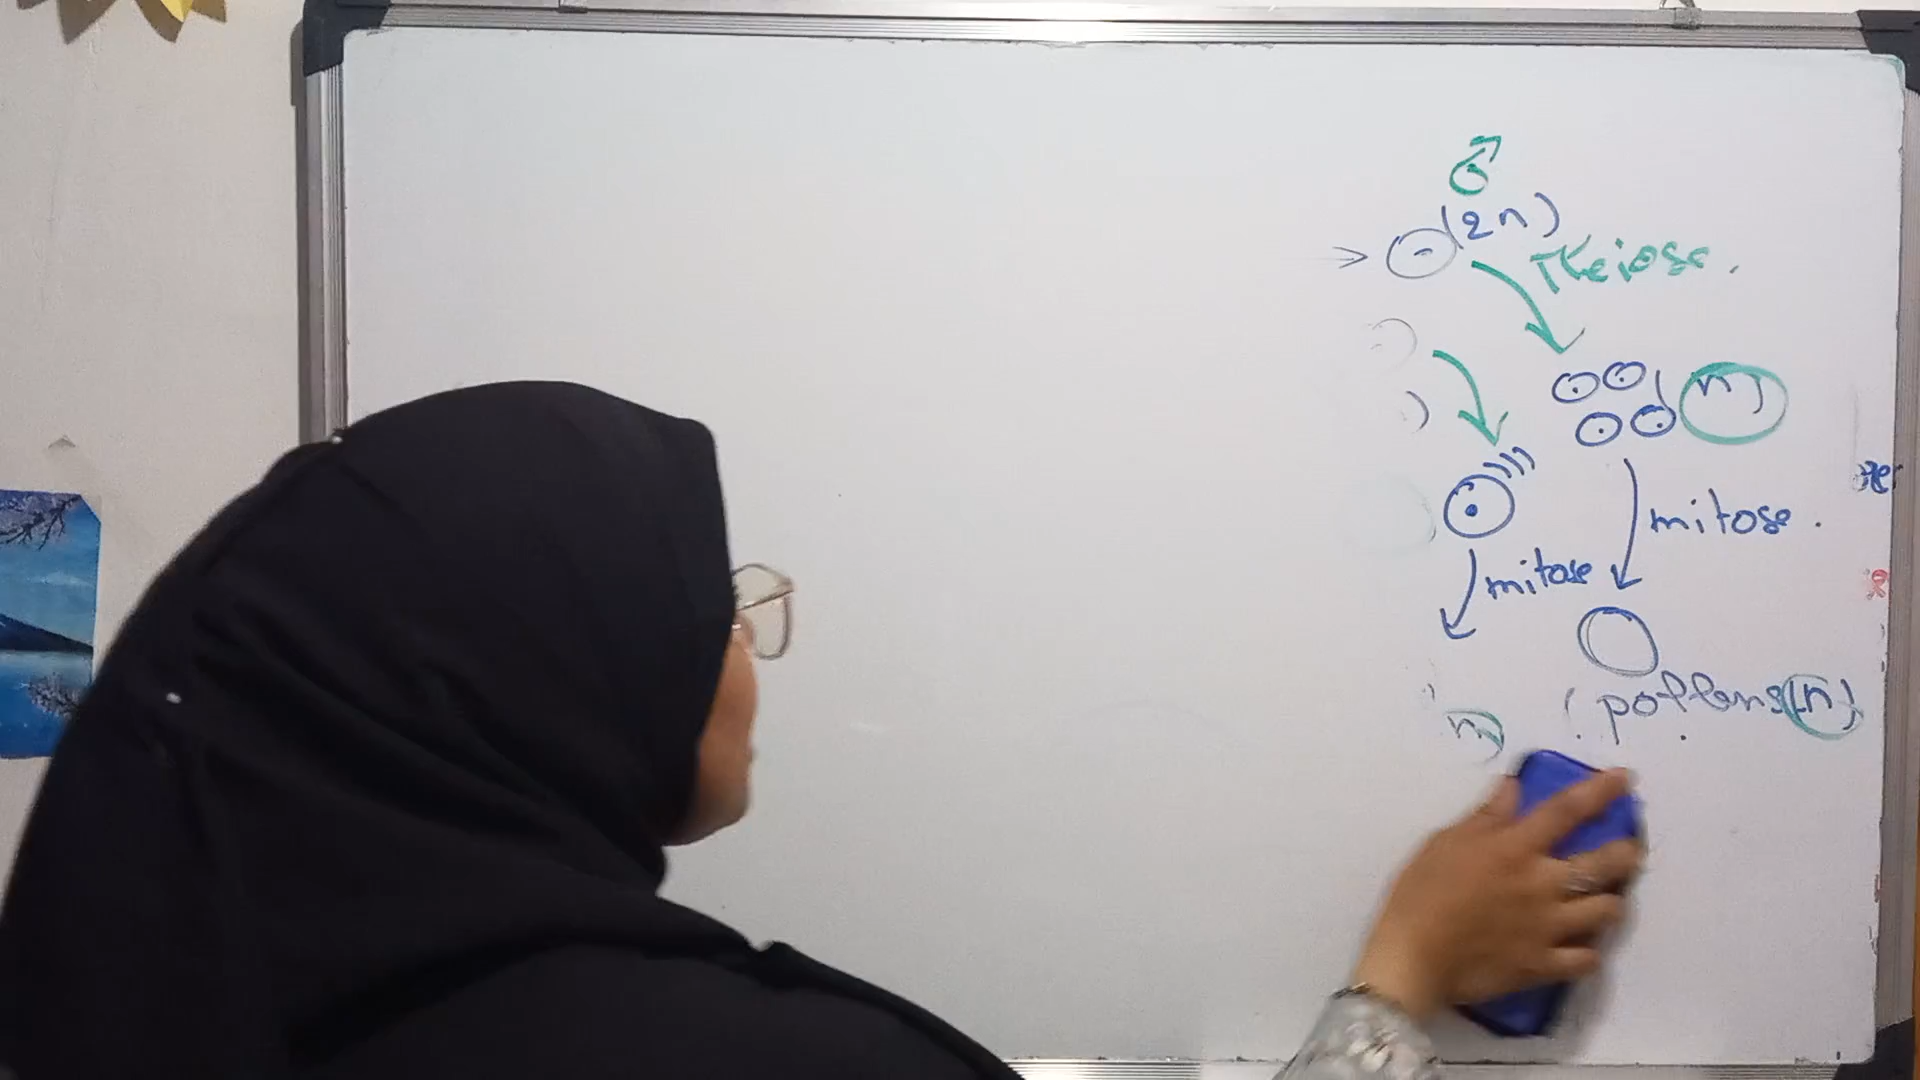 ♂
(2n)
Meiose.
(n)
mitose.
mitose
pollens (n)
n)